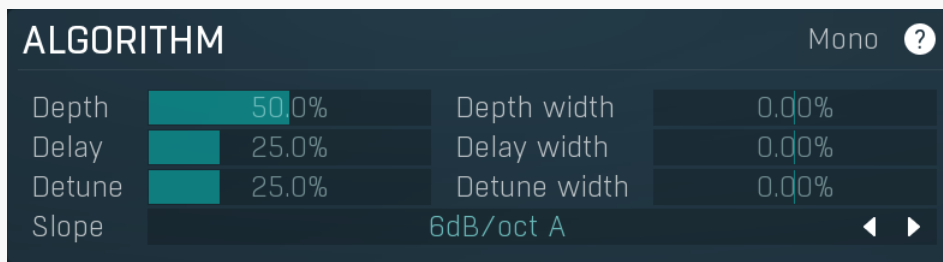 ALGORITHM Mono ?
Depth 50.0% Depth width 0.00%
Delay 25.0% Delay width 0.00%
Detune 25.0% Detune width 0.00%
Slope 6dB/oct A